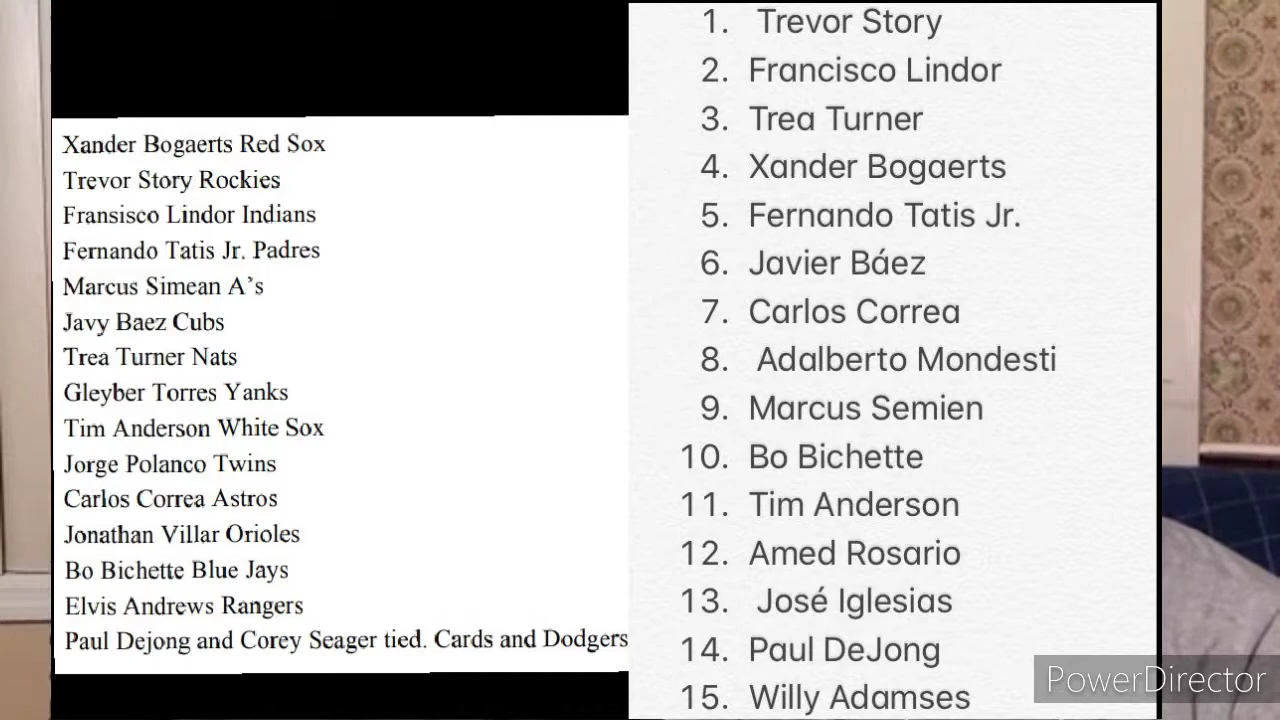 Xander Bogaerts Red Sox
Trevor Story Rockies
Fransisco Lindor Indians
Fernando Tatis Jr. Padres
Marcus Simean A's
Javy Baez Cubs
Trea Turner Nats
Gleyber Torres Yanks
Tim Anderson White Sox
Jorge Polanco Twins
Carlos Correa Astros
Jonathan Villar Orioles
Bo Bichette Blue Jays
Elvis Andrews Rangers
Paul Dejong and Corey Seager tied. Cards and Dodgers
1. Trevor Story
2. Francisco Lindor
3. Trea Turner
4. Xander Bogaerts
5. Fernando Tatis Jr.
6. Javier Báez
7. Carlos Correa
8. Adalberto Mondesti
9. Marcus Semien
10. Bo Bichette
11. Tim Anderson
12. Amed Rosario
13. José Iglesias
14. Paul DeJong
15. Willy Adamses
PowerDirector